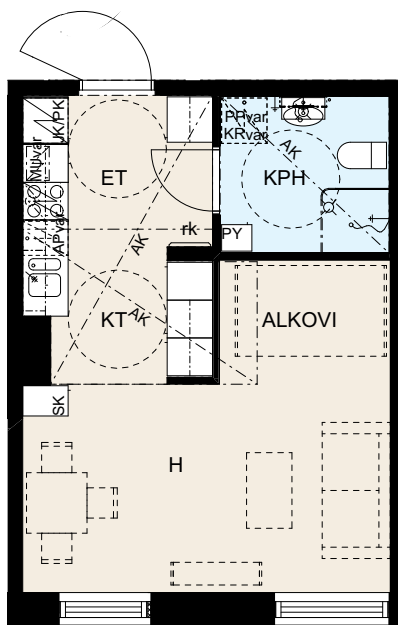 JK/PK
PPvar
KRvar
MUvar
ET
AK
KPH
APvar
rk
PY
AK
KT
AK
ALKOVI
SK
H